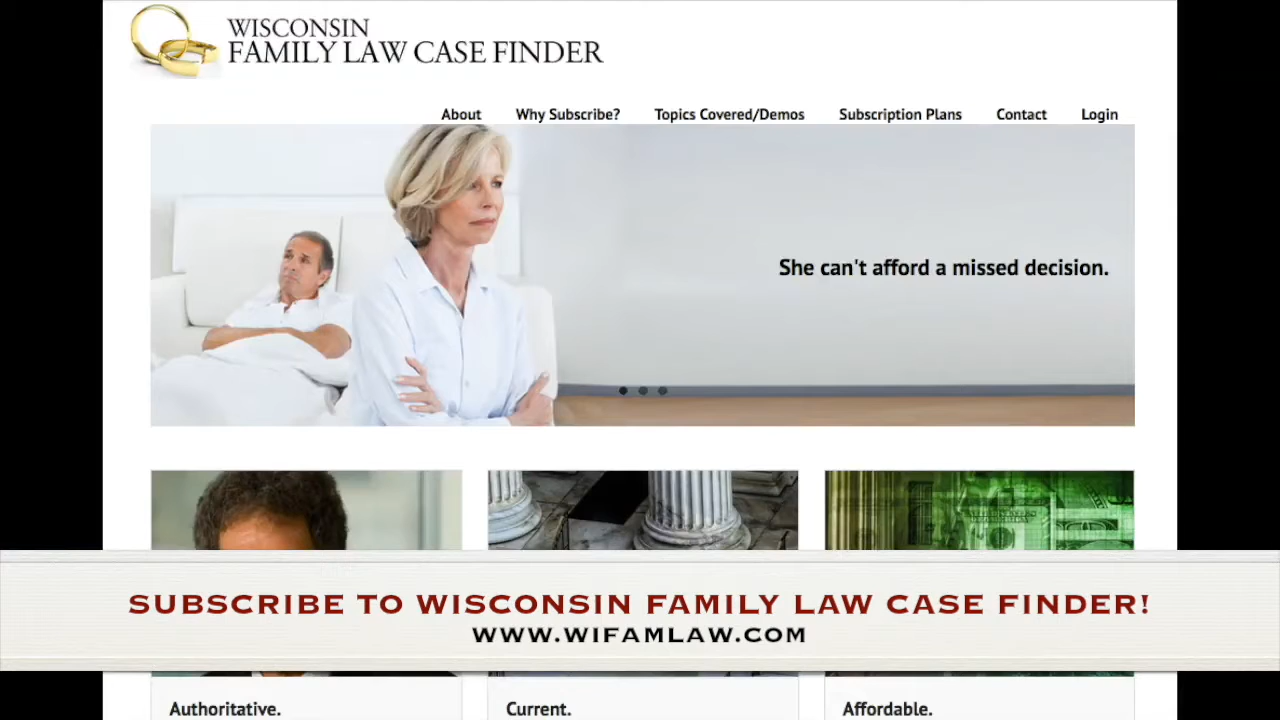 WISCONSIN
FAMILY LAW CASE FINDER
About Why Subscribe? Topics Covered/Demos Subscription Plans Contact Login
She can't afford a missed decision.
SUBSCRIBE TO WISCONSIN FAMILY LAW CASE FINDER!
WWW.WIFAMLAW.COM
Authoritative. Current. Affordable.